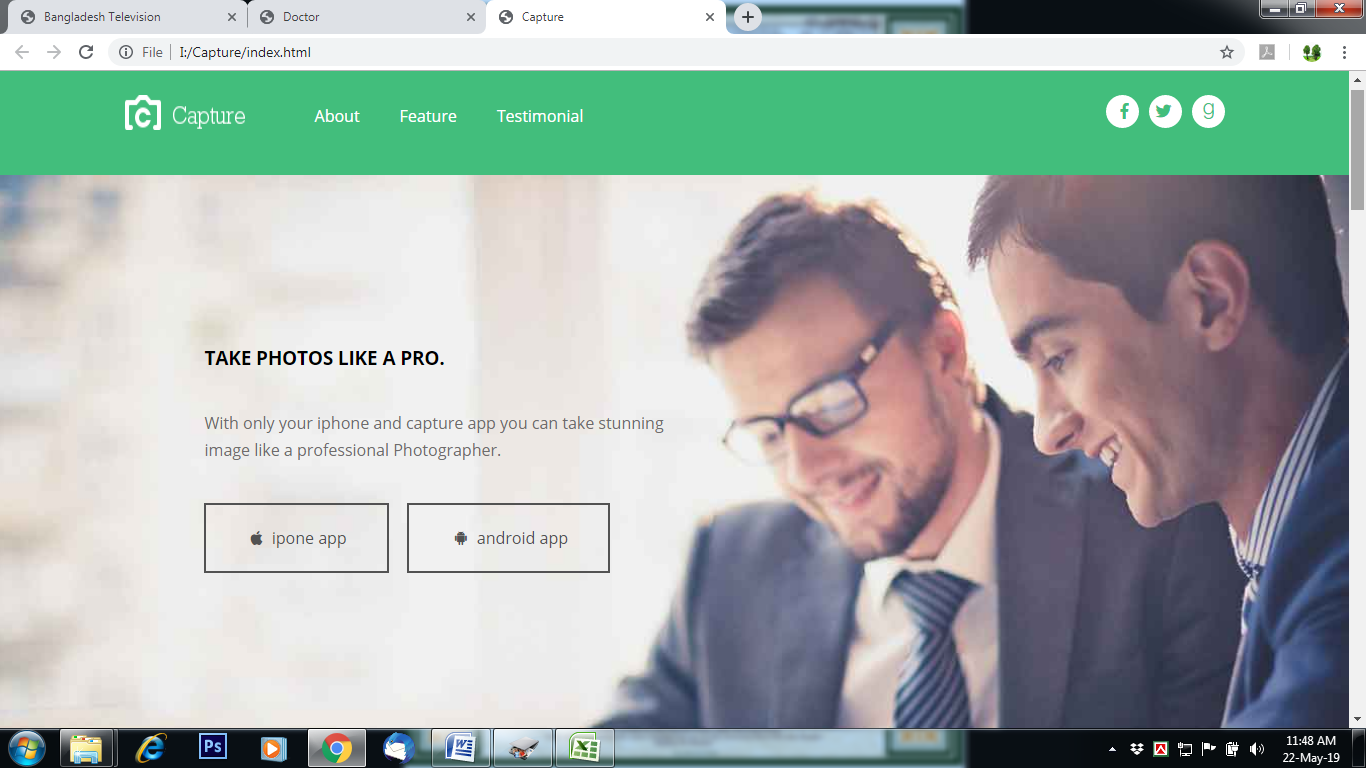 Bangladesh Television
Doctor
Capture
File
I:/Capture/index.html
Capture
About
Feature
Testimonial
TAKE PHOTOS LIKE A PRO.
With only your iphone and capture app you can take stunning
image like a professional Photographer.
ipone app
android app
Ps
11:48 AM
22-May-19